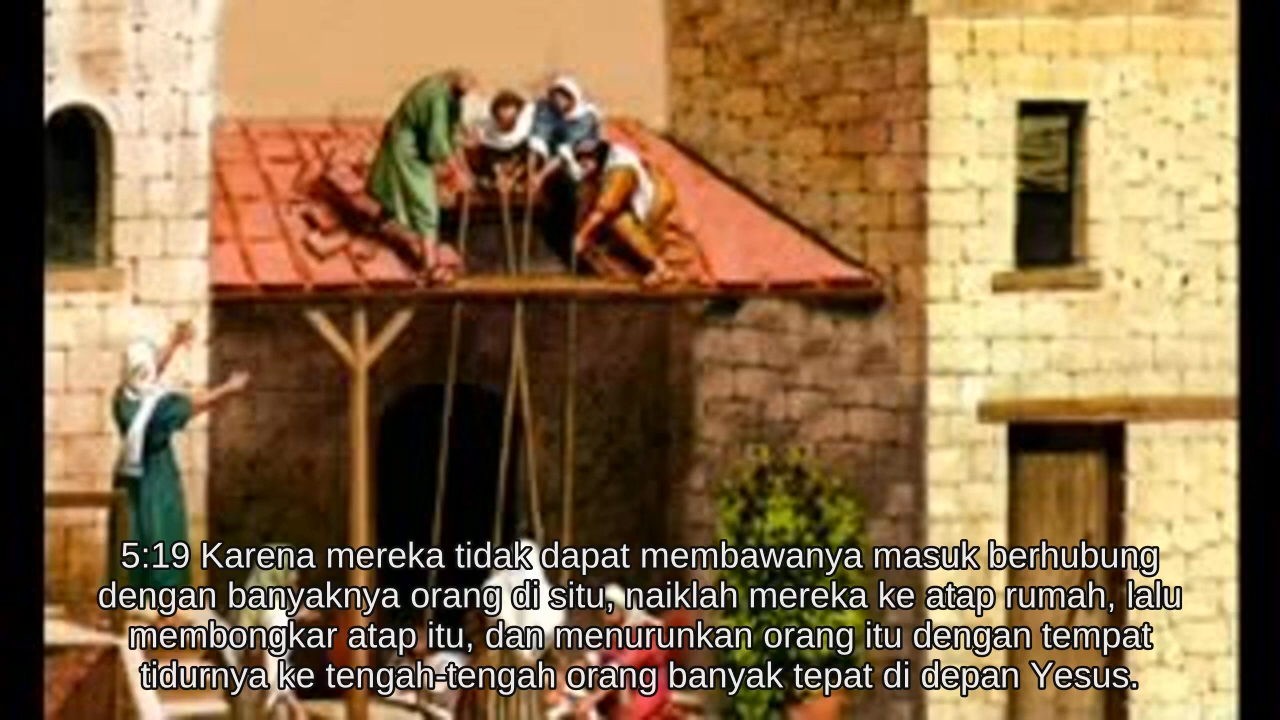 5:19 Karena mereka tidak dapat membawanya masuk berhubung
dengan banyaknya orang di situ, naiklah mereka ke atap rumah, lalu
membongkar atap itu, dan menurunkan orang itu dengan tempat
tidurnya ke tengah-tengah orang banyak tepat di depan Yesus.